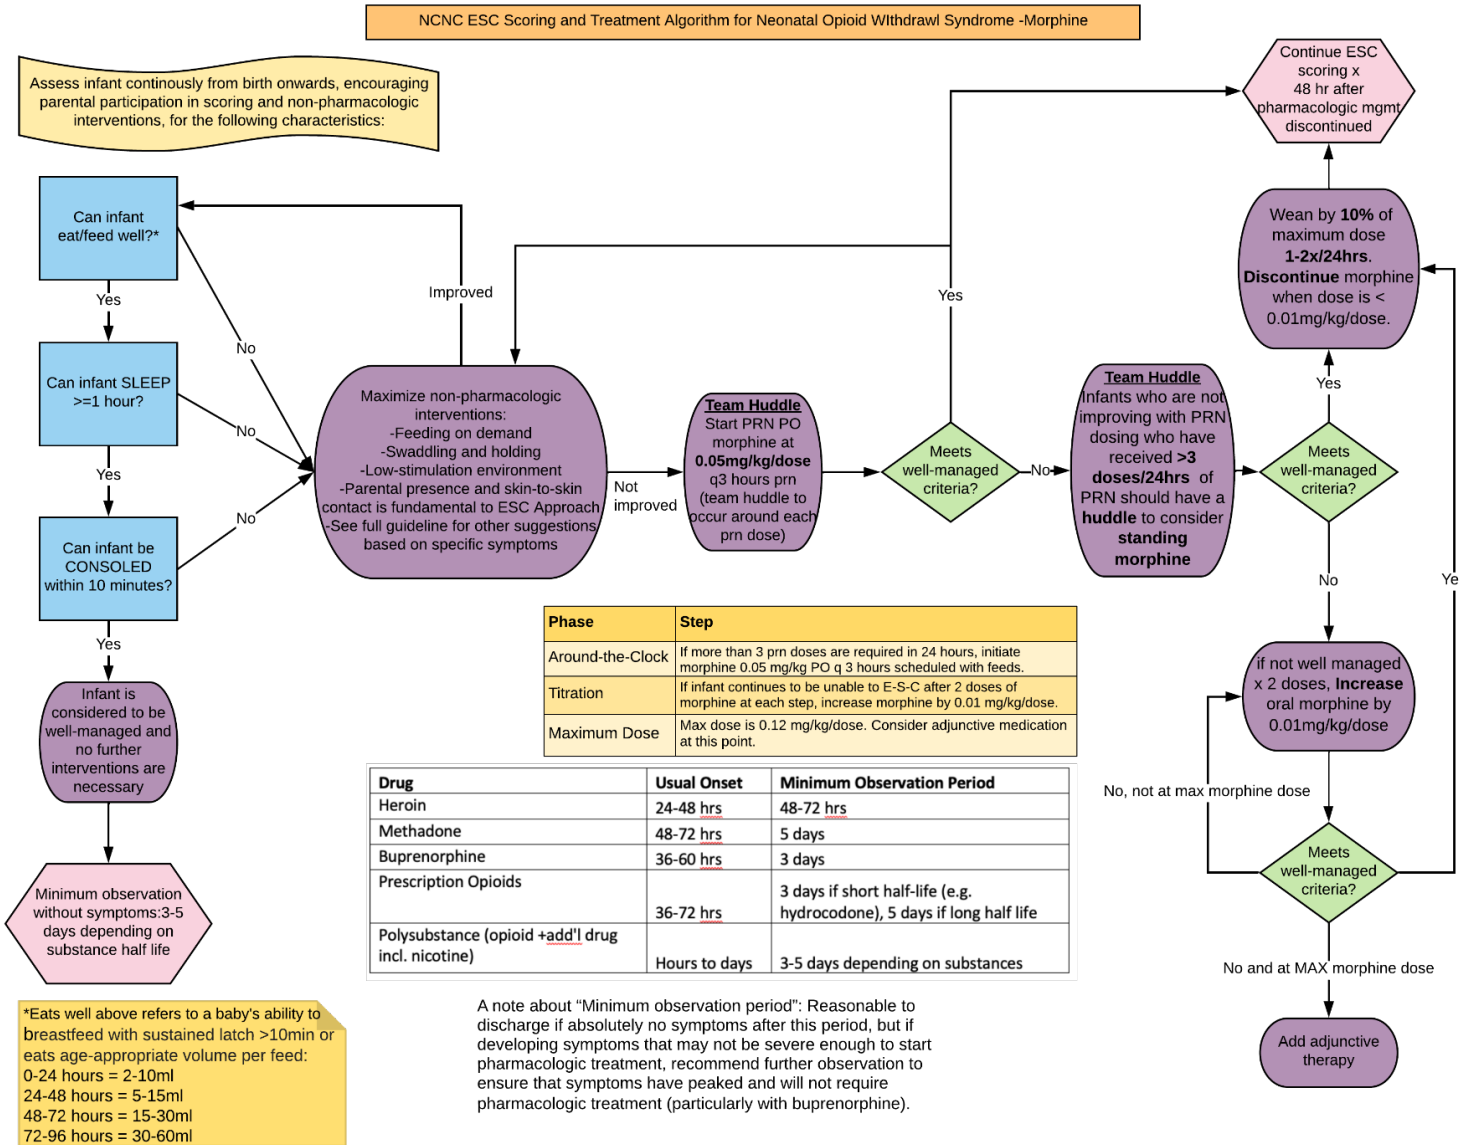 NCNC ESC Scoring and Treatment Algorithm for Neonatal Opioid WIthdrawl Syndrome -Morphine
Assess infant continously from birth onwards, encouraging
parental participation in scoring and non-pharmacologic
interventions, for the following characteristics:
Can infant
eat/feed well?*
Yes
No
Can infant SLEEP
>=1 hour?
No
Yes
Can infant be
CONSOLED
within 10 minutes?
No
Yes
Infant is
considered to be
well-managed and
no further
interventions are
necessary
Minimum observation
without symptoms:3-5
days depending on
substance half life
*Eats well above refers to a baby's ability to
breastfeed with sustained latch >10min or
eats age-appropriate volume per feed:
0-24 hours = 2-10ml
24-48 hours = 5-15ml
48-72 hours = 15-30ml
72-96 hours = 30-60ml
Improved
Maximize non-pharmacologic
interventions:
-Feeding on demand
-Swaddling and holding
-Low-stimulation environment
-Parental presence and skin-to-skin
contact is fundamental to ESC Approach
-See full guideline for other suggestions
based on specific symptoms
Not
improved
Team Huddle
Start PRN PO
morphine at
0.05mg/kg/dose
q3 hours prn
(team huddle to
occur around each
prn dose)
Yes
Meets
well-managed
criteria?
No
Team Huddle
Infants who are not
improving with PRN
dosing who have
received >3
doses/24hrs of
PRN should have a
huddle to consider
standing
morphine
Meets
well-managed
criteria?
Yes
Wean by 10% of
maximum dose
1-2x/24hrs.
Discontinue morphine
when dose is <
0.01mg/kg/dose.
Continue ESC
scoring x
48 hr after
pharmacologic mgmt
discontinued
No
if not well managed
x 2 doses, Increase
oral morphine by
0.01mg/kg/dose
No, not at max morphine dose
Ye
Meets
well-managed
criteria?
No and at MAX morphine dose
Add adjunctive
therapy
Phase Step
Around-the-Clock If more than 3 prn doses are required in 24 hours, initiate
morphine 0.05 mg/kg PO q 3 hours scheduled with feeds.
Titration If infant continues to be unable to E-S-C after 2 doses of
morphine at each step, increase morphine by 0.01 mg/kg/dose.
Maximum Dose Max dose is 0.12 mg/kg/dose. Consider adjunctive medication
at this point.
Drug Usual Onset Minimum Observation Period
Heroin 24-48 hrs 48-72 hrs
Methadone 48-72 hrs 5 days
Buprenorphine 36-60 hrs 3 days
Prescription Opioids 36-72 hrs 3 days if short half-life (e.g.
hydrocodone), 5 days if long half life
Polysubstance (opioid +add'l drug
incl. nicotine) Hours to days 3-5 days depending on substances
A note about “Minimum observation period”: Reasonable to
discharge if absolutely no symptoms after this period, but if
developing symptoms that may not be severe enough to start
pharmacologic treatment, recommend further observation to
ensure that symptoms have peaked and will not require
pharmacologic treatment (particularly with buprenorphine).